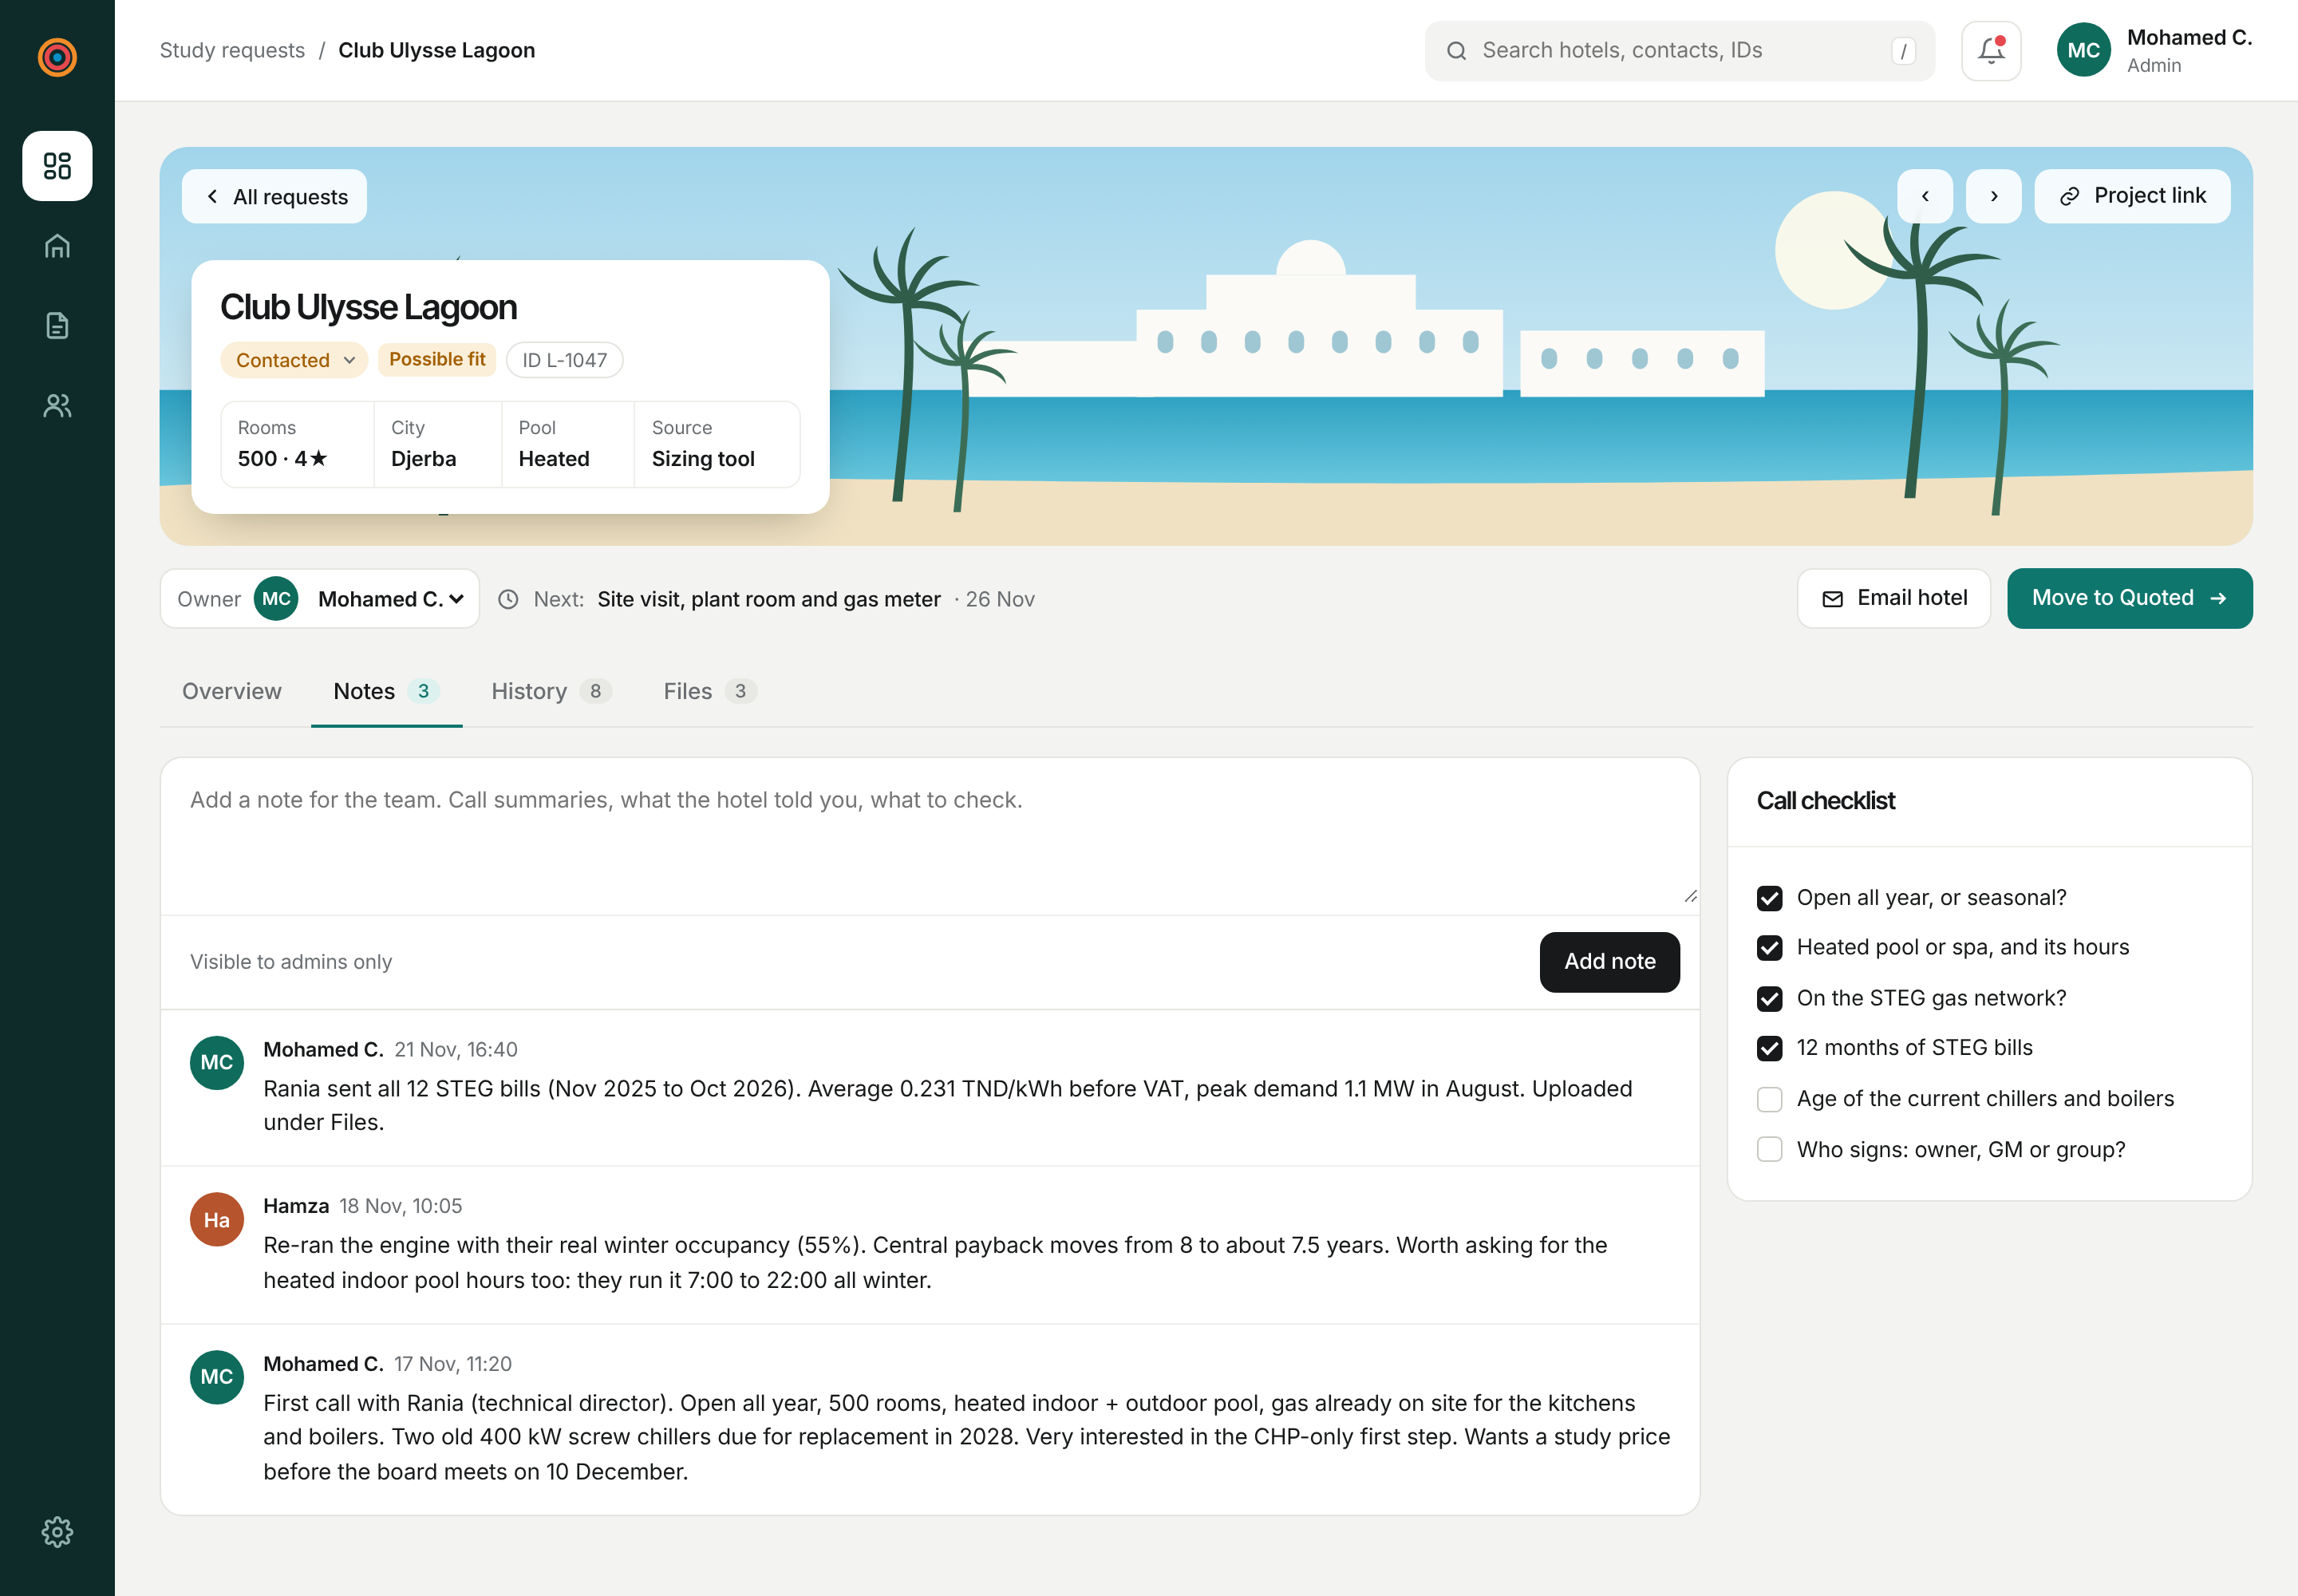 Study requests / Club Ulysse Lagoon
Search hotels, contacts, IDs
/
MC
Mohamed C.
Admin
All requests
‹
›
Project link
Club Ulysse Lagoon
Contacted
Possible fit
ID L-1047
Rooms
500 · 4★
City
Djerba
Pool
Heated
Source
Sizing tool
Owner
MC
Mohamed C.
Next: Site visit, plant room and gas meter · 26 Nov
Email hotel
Move to Quoted →
Overview
Notes 3
History 8
Files 3
Add a note for the team. Call summaries, what the hotel told you, what to check.
Visible to admins only
Add note
MC
Mohamed C. 21 Nov, 16:40
Rania sent all 12 STEG bills (Nov 2025 to Oct 2026). Average 0.231 TND/kWh before VAT, peak demand 1.1 MW in August. Uploaded
under Files.
Ha
Hamza 18 Nov, 10:05
Re-ran the engine with their real winter occupancy (55%). Central payback moves from 8 to about 7.5 years. Worth asking for the
heated indoor pool hours too: they run it 7:00 to 22:00 all winter.
MC
Mohamed C. 17 Nov, 11:20
First call with Rania (technical director). Open all year, 500 rooms, heated indoor + outdoor pool, gas already on site for the kitchens
and boilers. Two old 400 kW screw chillers due for replacement in 2028. Very interested in the CHP-only first step. Wants a study price
before the board meets on 10 December.
Call checklist
Open all year, or seasonal?
Heated pool or spa, and its hours
On the STEG gas network?
12 months of STEG bills
Age of the current chillers and boilers
Who signs: owner, GM or group?